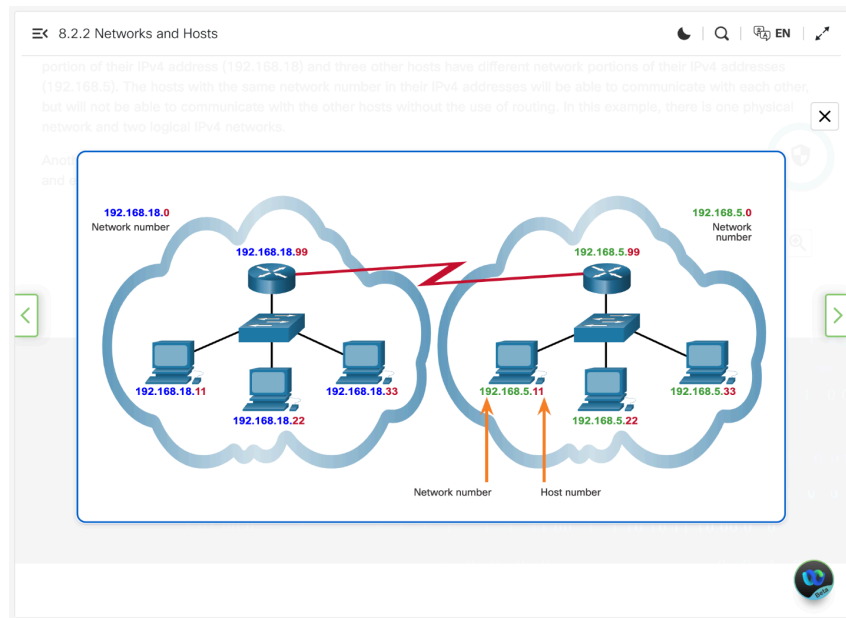 8.2.2 Networks and Hosts
EN
portion of their IPv4 address (192.168.18) and three other hosts have different network portions of their IPv4 addresses
(192.168.5). The hosts with the same network number in their IPv4 addresses will be able to communicate with each other,
but will not be able to communicate with the other hosts without the use of routing. In this example, there is one physical
network and two logical IPv4 networks.
192.168.18.0
Network number
192.168.5.0
Network
number
192.168.18.99
192.168.5.99
192.168.18.11
192.168.18.33
192.168.5.11
192.168.5.33
192.168.18.22
192.168.5.22
Network number
Host number
Beta